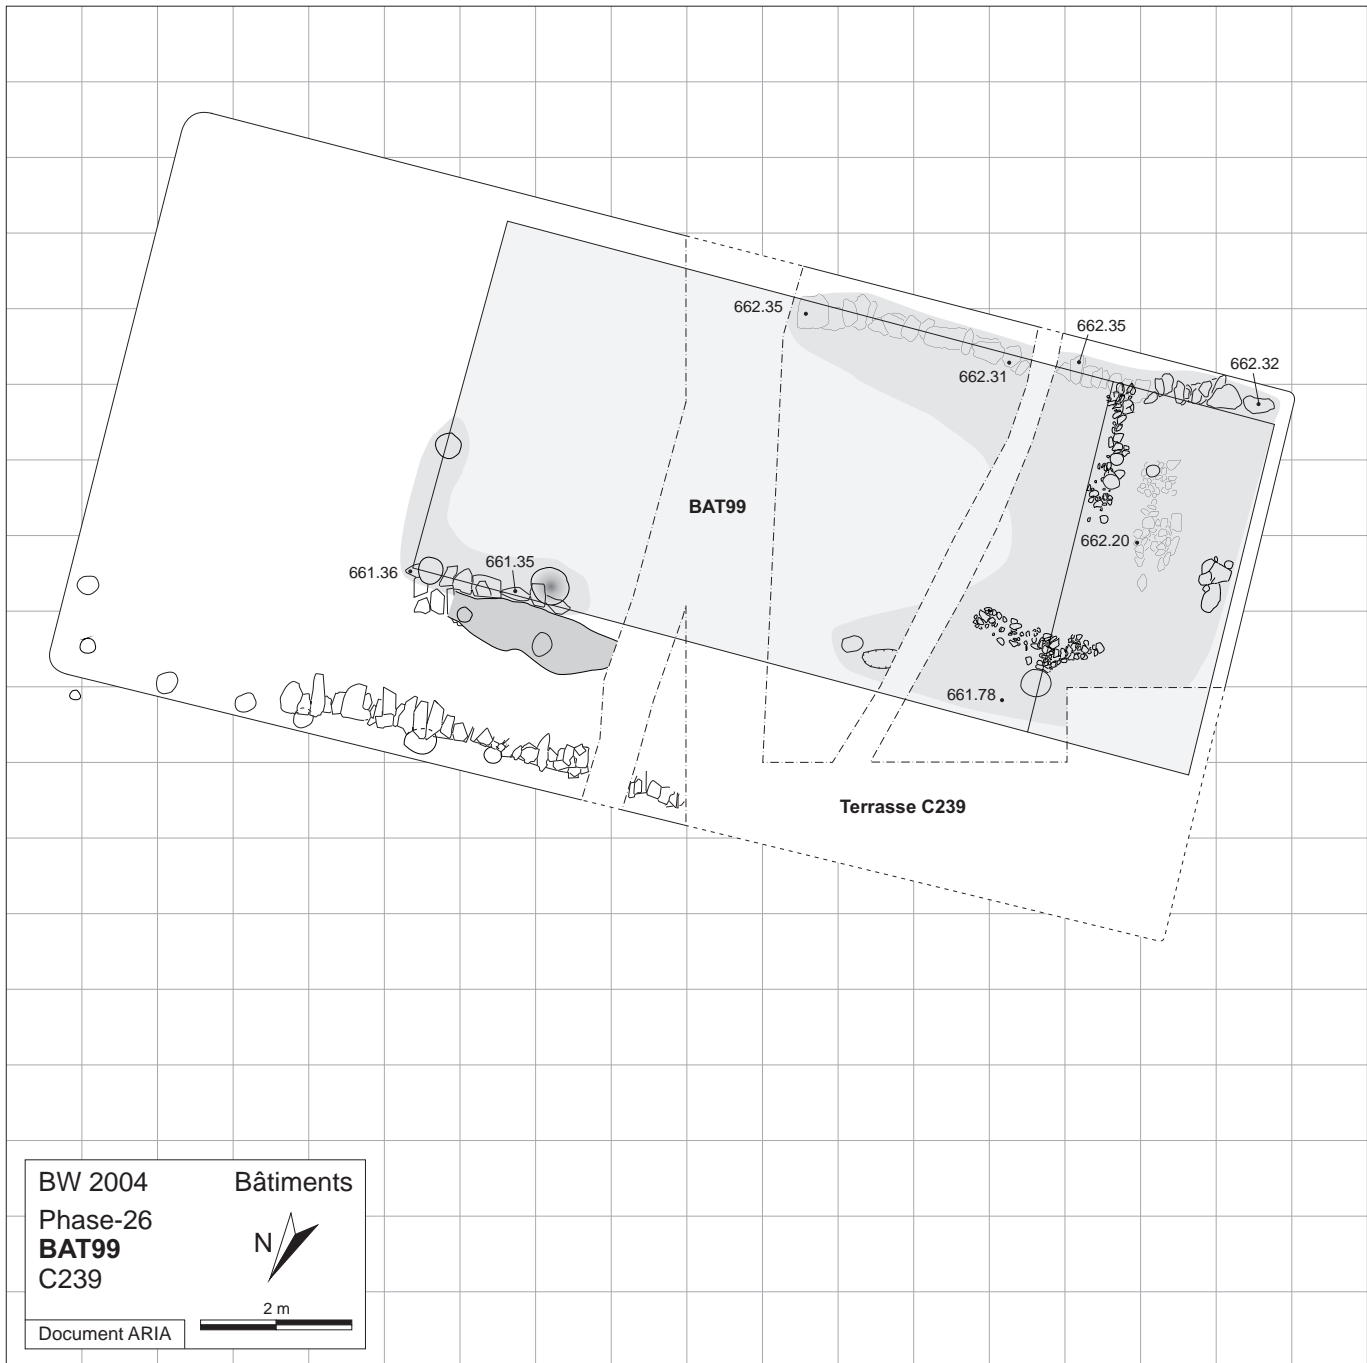 662.35
662.35
662.31
662.32
BAT99
662.20
661.36
661.35
661.78
Terrasse C239
BW 2004
Bâtiments
Phase-26
BAT99
C239
N
2 m
Document ARIA